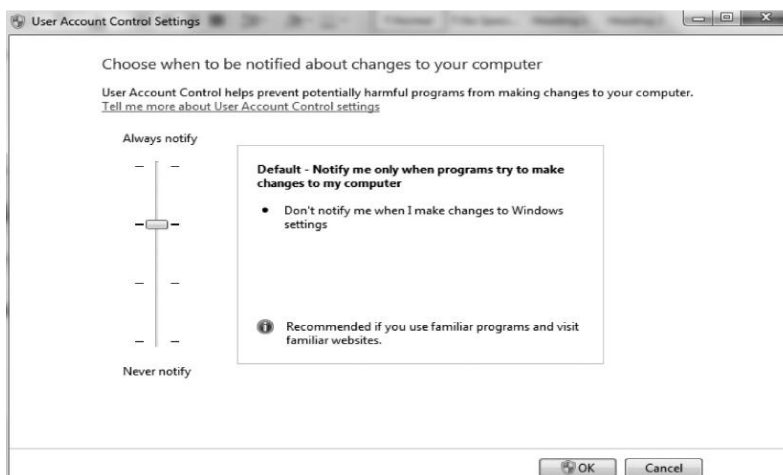 User Account Control Settings
Choose when to be notified about changes to your computer
User Account Control helps prevent potentially harmful programs from making changes to your computer.
Tell me more about User Account Control settings
Always notify
Default - Notify me only when programs try to make
changes to my computer
• Don't notify me when I make changes to Windows
settings
Recommended if you use familiar programs and visit
familiar websites.
Never notify
OK Cancel